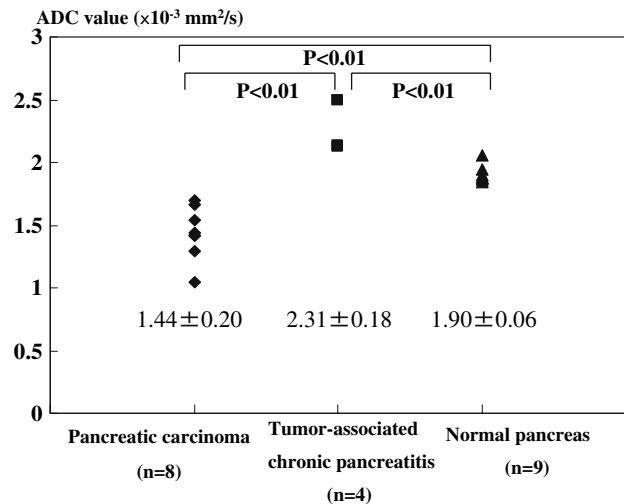 ADC value (×10⁻³ mm²/s)
3
2.5
2
1.5
1
0.5
0
P<0.01
P<0.01
P<0.01
1.44±0.20
2.31±0.18
1.90±0.06
Pancreatic carcinoma
(n=8)
Tumor-associated
chronic pancreatitis
(n=4)
Normal pancreas
(n=9)